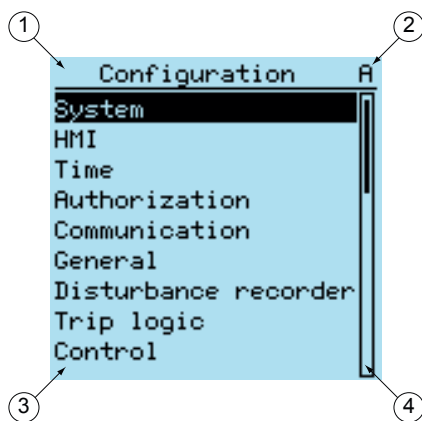 1
2
Configuration A
System
HMI
Time
Authorization
Communication
General
Disturbance recorder
Trip logic
Control
3
4